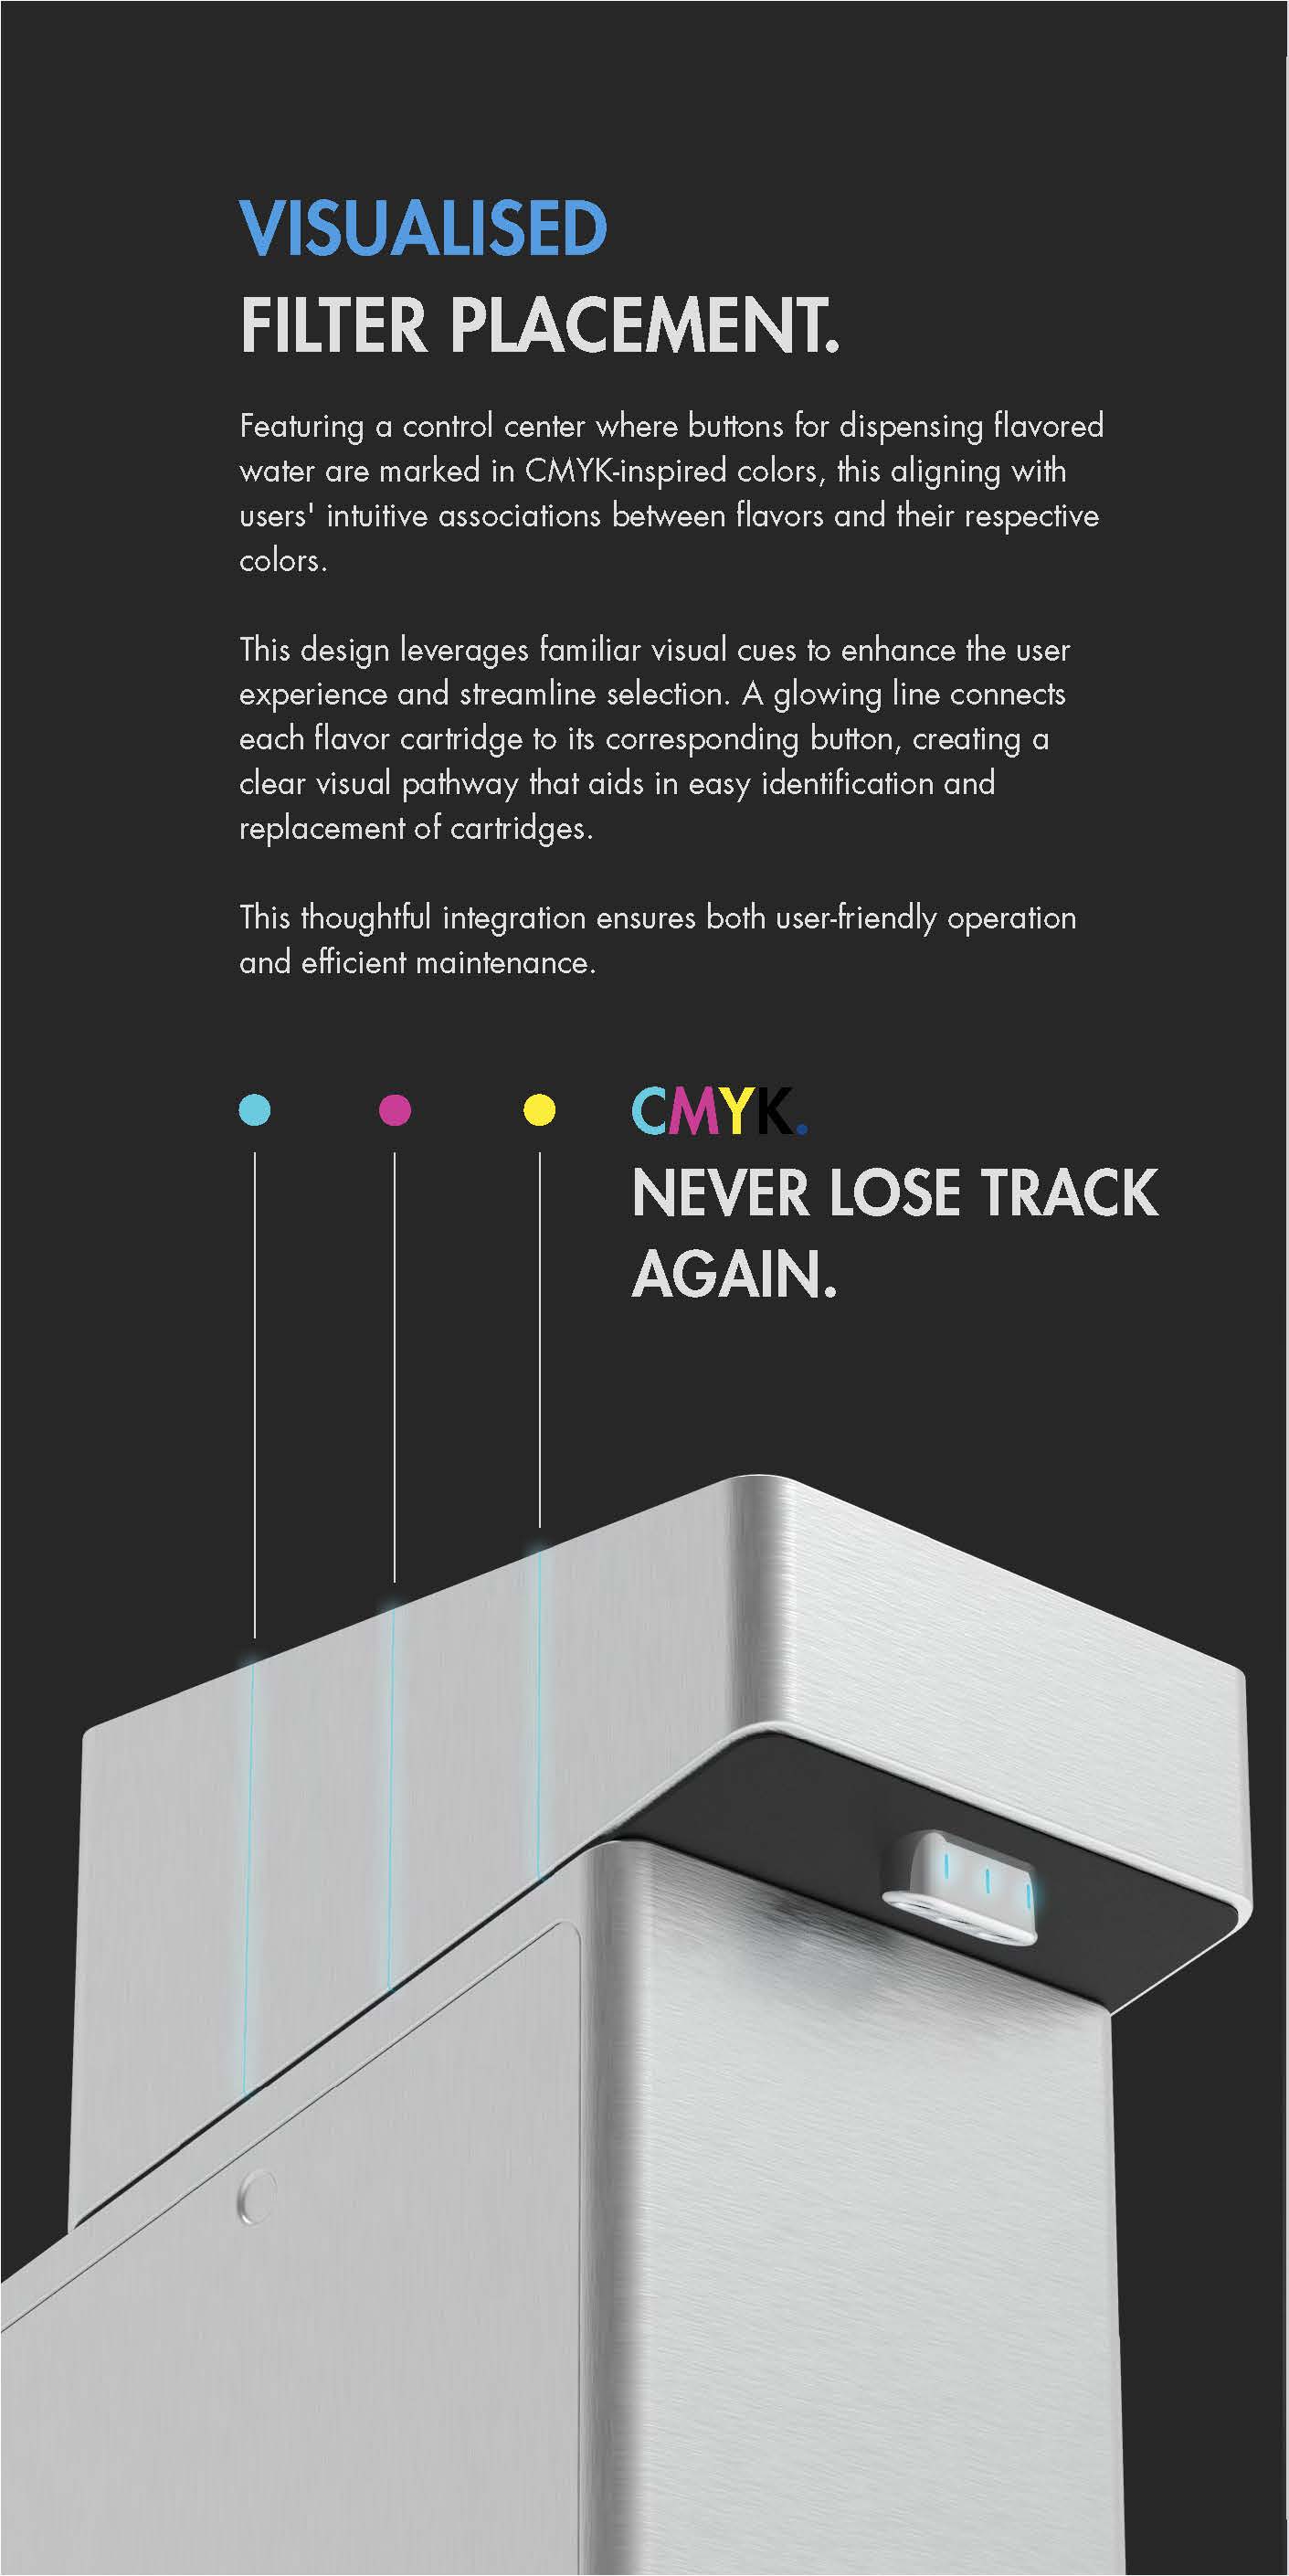 VISUALISED
FILTER PLACEMENT.
Featuring a control center where buttons for dispensing flavored
water are marked in CMYK-inspired colors, this aligning with
users' intuitive associations between flavors and their respective
colors.
This design leverages familiar visual cues to enhance the user
experience and streamline selection. A glowing line connects
each flavor cartridge to its corresponding button, creating a
clear visual pathway that aids in easy identification and
replacement of cartridges.
This thoughtful integration ensures both user-friendly operation
and efficient maintenance.
CMYK.
NEVER LOSE TRACK
AGAIN.